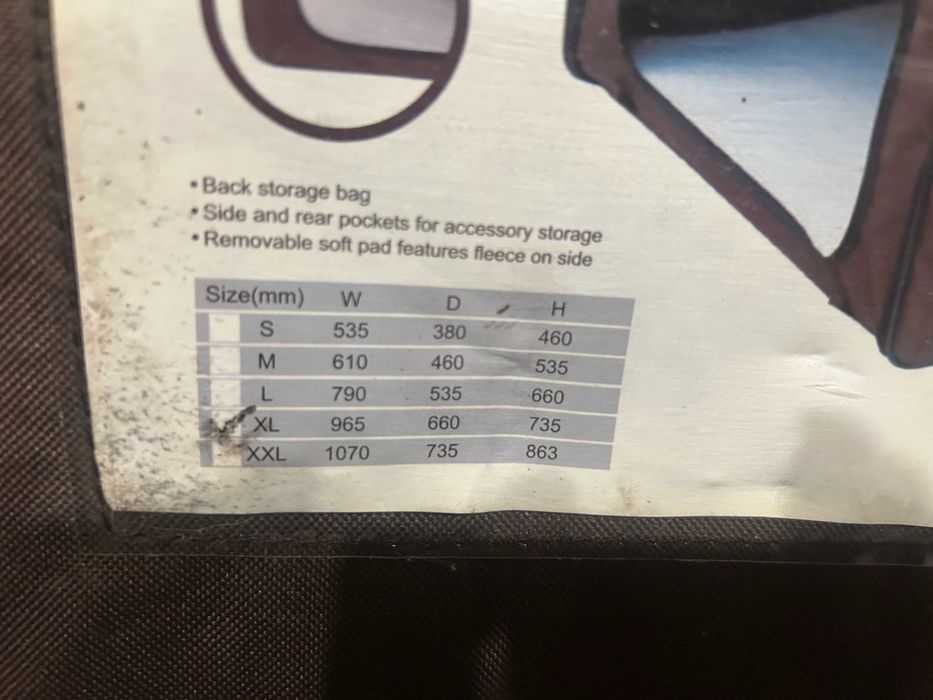 • Back storage bag
• Side and rear pockets for accessory storage
• Removable soft pad features fleece on side
Size(mm) W D H
S 535 380 460
M 610 460 535
L 790 535 660
XL 965 660 735
XXL 1070 735 863